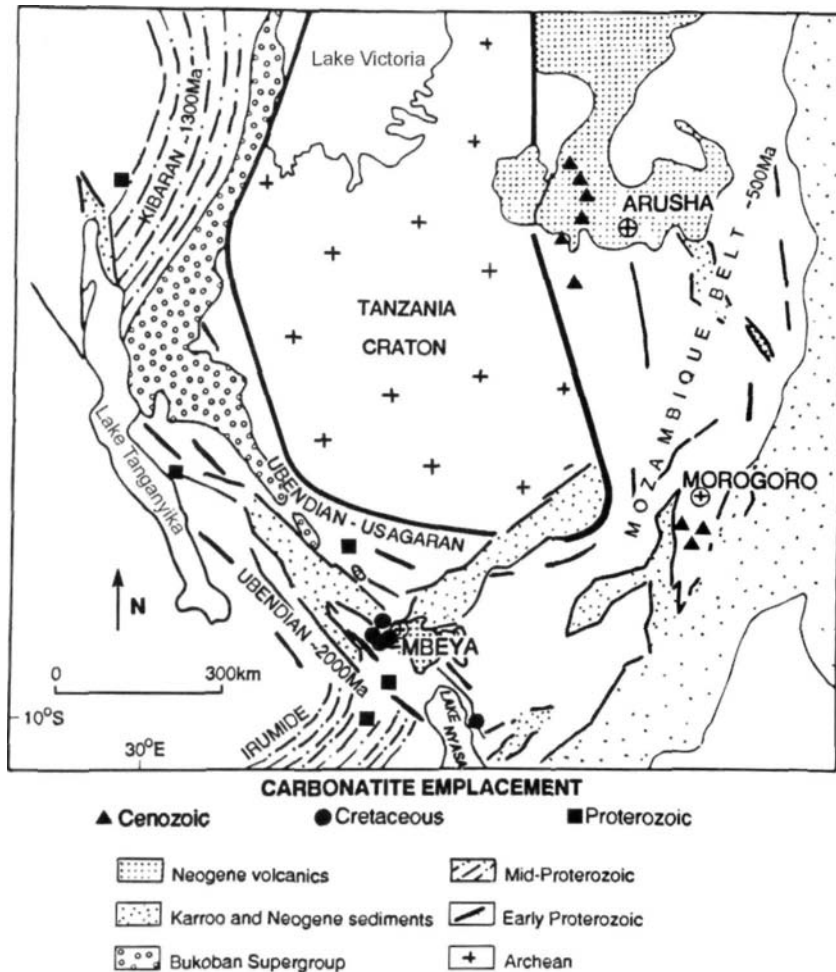 Lake Victoria
KIBARAN ~1300Ma
ARUSHA
MOZAMBIQUE BELT ~500Ma
TANZANIA
CRATON
Lake Tanganyika
UBENDIAN - USAGARAN
MOROGORO
N
UBENDIAN ~2000Ma
MBEYA
0 300km
10°S
IRUMIDE
LAKE NYASA
30°E
CARBONATITE EMPLACEMENT
Cenozoic Cretaceous Proterozoic
Neogene volcanics Mid-Proterozoic
Karroo and Neogene sediments Early Proterozoic
Bukoban Supergroup Archean